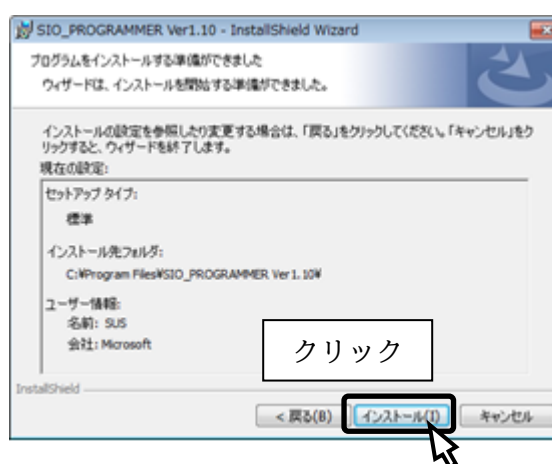 SIO_PROGRAMMER Ver1.10 - InstallShield Wizard
プログラムをインストールする準備ができました
ウィザードは、インストールを開始する準備ができました。
インストールの設定を参照したり変更する場合は、「戻る」をクリックしてください。「キャンセル」をク
リックすると、ウィザードを終了します。
現在の設定:
セットアップ タイプ:
標準
インストール先フォルダ:
C:¥Program Files¥SIO_PROGRAMMER Ver1.10¥
ユーザー情報:
名前: SUS
会社: Microsoft
クリック
InstallShield
< 戻る(B)
インストール(I)
キャンセル